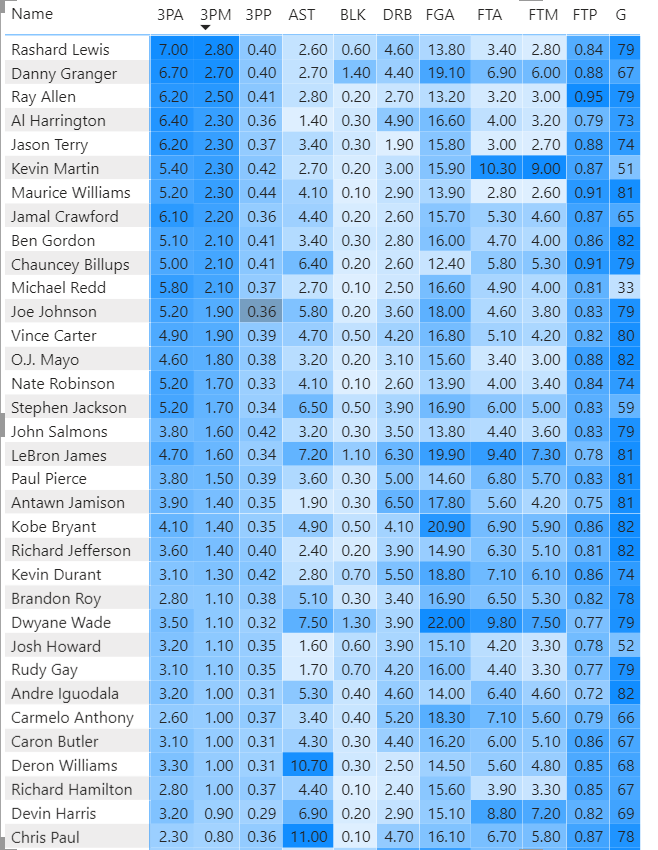 Name 3PA 3PM 3PP AST BLK DRB FGA FTA FTM FTP G
Rashard Lewis 7.00 2.80 0.40 2.60 0.60 4.60 13.80 3.40 2.80 0.84 79
Danny Granger 6.70 2.70 0.40 2.70 1.40 4.40 19.10 6.90 6.00 0.88 67
Ray Allen 6.20 2.50 0.41 2.80 0.20 2.70 13.20 3.20 3.00 0.95 79
Al Harrington 6.40 2.30 0.36 1.40 0.30 4.90 16.60 4.00 3.20 0.79 73
Jason Terry 6.20 2.30 0.37 3.40 0.30 1.90 15.80 3.00 2.70 0.88 74
Kevin Martin 5.40 2.30 0.42 2.70 0.20 3.00 15.90 10.30 9.00 0.87 51
Maurice Williams 5.20 2.30 0.44 4.10 0.10 2.90 13.90 2.80 2.60 0.91 81
Jamal Crawford 6.10 2.20 0.36 4.40 0.20 2.60 15.70 5.30 4.60 0.87 65
Ben Gordon 5.10 2.10 0.41 3.40 0.30 2.80 16.00 4.70 4.00 0.86 82
Chauncey Billups 5.00 2.10 0.41 6.40 0.20 2.60 12.40 5.80 5.30 0.91 79
Michael Redd 5.80 2.10 0.37 2.70 0.10 2.50 16.60 4.90 4.00 0.81 33
Joe Johnson 5.20 1.90 0.36 5.80 0.20 3.60 18.00 4.60 3.80 0.83 79
Vince Carter 4.90 1.90 0.39 4.70 0.50 4.20 16.80 5.10 4.20 0.82 80
O.J. Mayo 4.60 1.80 0.38 3.20 0.20 3.10 15.60 3.40 3.00 0.88 82
Nate Robinson 5.20 1.70 0.33 4.10 0.10 2.60 13.90 4.00 3.40 0.84 74
Stephen Jackson 5.20 1.70 0.34 6.50 0.50 3.90 16.90 6.00 5.00 0.83 59
John Salmons 3.80 1.60 0.42 3.20 0.30 3.50 13.80 4.40 3.60 0.83 79
LeBron James 4.70 1.60 0.34 7.20 1.10 6.30 19.90 9.40 7.30 0.78 81
Paul Pierce 3.80 1.50 0.39 3.60 0.30 5.00 14.60 6.80 5.70 0.83 81
Antawn Jamison 3.90 1.40 0.35 1.90 0.30 6.50 17.80 5.60 4.20 0.75 81
Kobe Bryant 4.10 1.40 0.35 4.90 0.50 4.10 20.90 6.90 5.90 0.86 82
Richard Jefferson 3.60 1.40 0.40 2.40 0.20 3.90 14.90 6.30 5.10 0.81 82
Kevin Durant 3.10 1.30 0.42 2.80 0.70 5.50 18.80 7.10 6.10 0.86 74
Brandon Roy 2.80 1.10 0.38 5.10 0.30 3.40 16.90 6.50 5.30 0.82 78
Dwyane Wade 3.50 1.10 0.32 7.50 1.30 3.90 22.00 9.80 7.50 0.77 79
Josh Howard 3.20 1.10 0.35 1.60 0.60 3.90 15.10 4.20 3.30 0.78 52
Rudy Gay 3.10 1.10 0.35 1.70 0.70 4.20 16.00 4.40 3.30 0.77 79
Andre Iguodala 3.20 1.00 0.31 5.30 0.40 4.60 14.00 6.40 4.60 0.72 82
Carmelo Anthony 2.60 1.00 0.37 3.40 0.40 5.20 18.30 7.10 5.60 0.79 66
Caron Butler 3.10 1.00 0.31 4.30 0.30 4.40 16.20 6.00 5.10 0.86 67
Deron Williams 3.30 1.00 0.31 10.70 0.30 2.50 14.50 5.60 4.80 0.85 68
Richard Hamilton 2.80 1.00 0.37 4.40 0.10 2.40 15.60 3.90 3.30 0.85 67
Devin Harris 3.20 0.90 0.29 6.90 0.20 2.90 15.10 8.80 7.20 0.82 69
Chris Paul 2.30 0.80 0.36 11.00 0.10 4.70 16.10 6.70 5.80 0.87 78